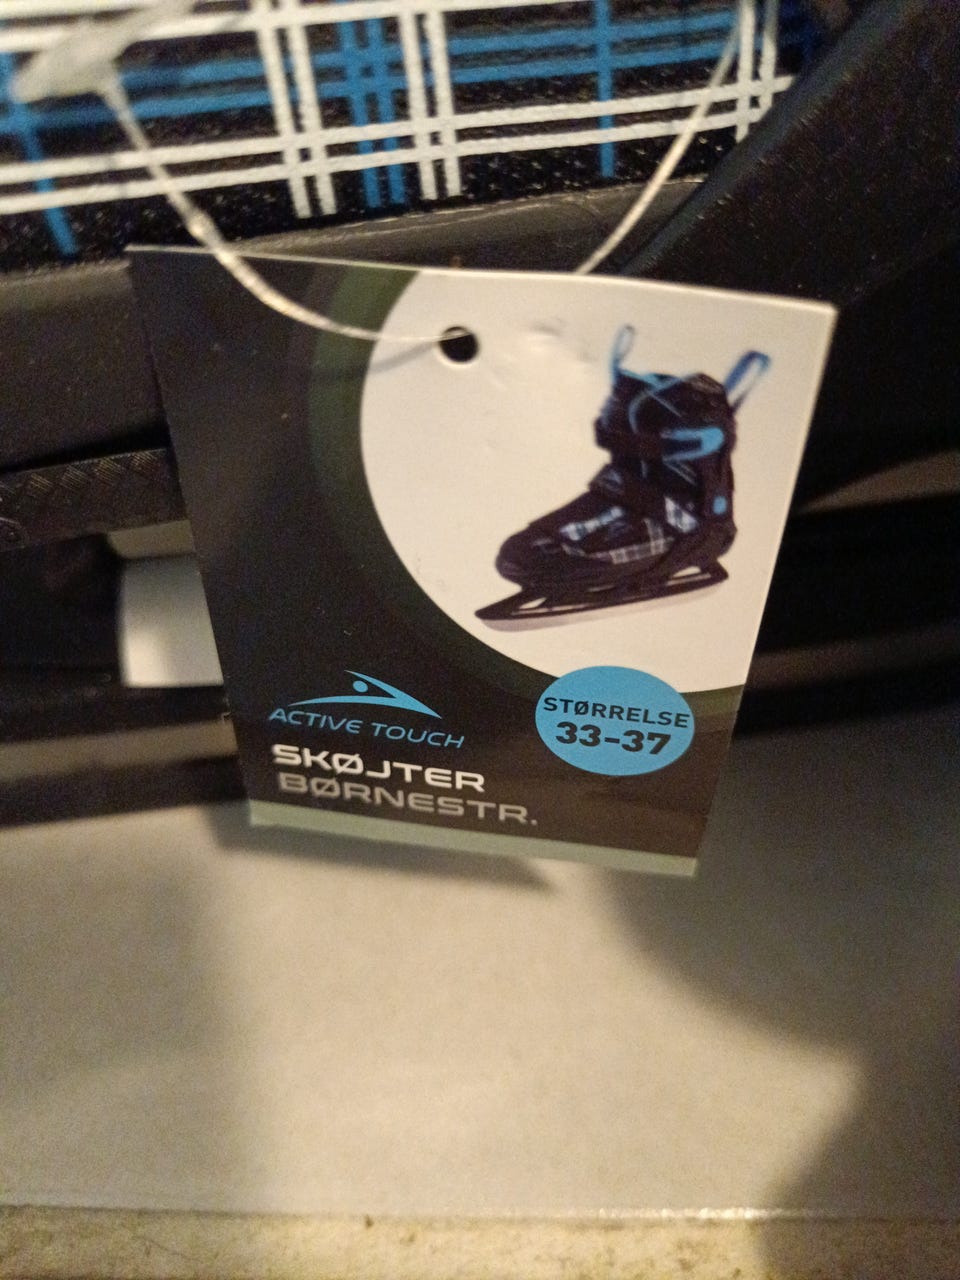 STØRRELSE
33-37
ACTIVE TOUCH
SKØJTER
BØRNESTR.